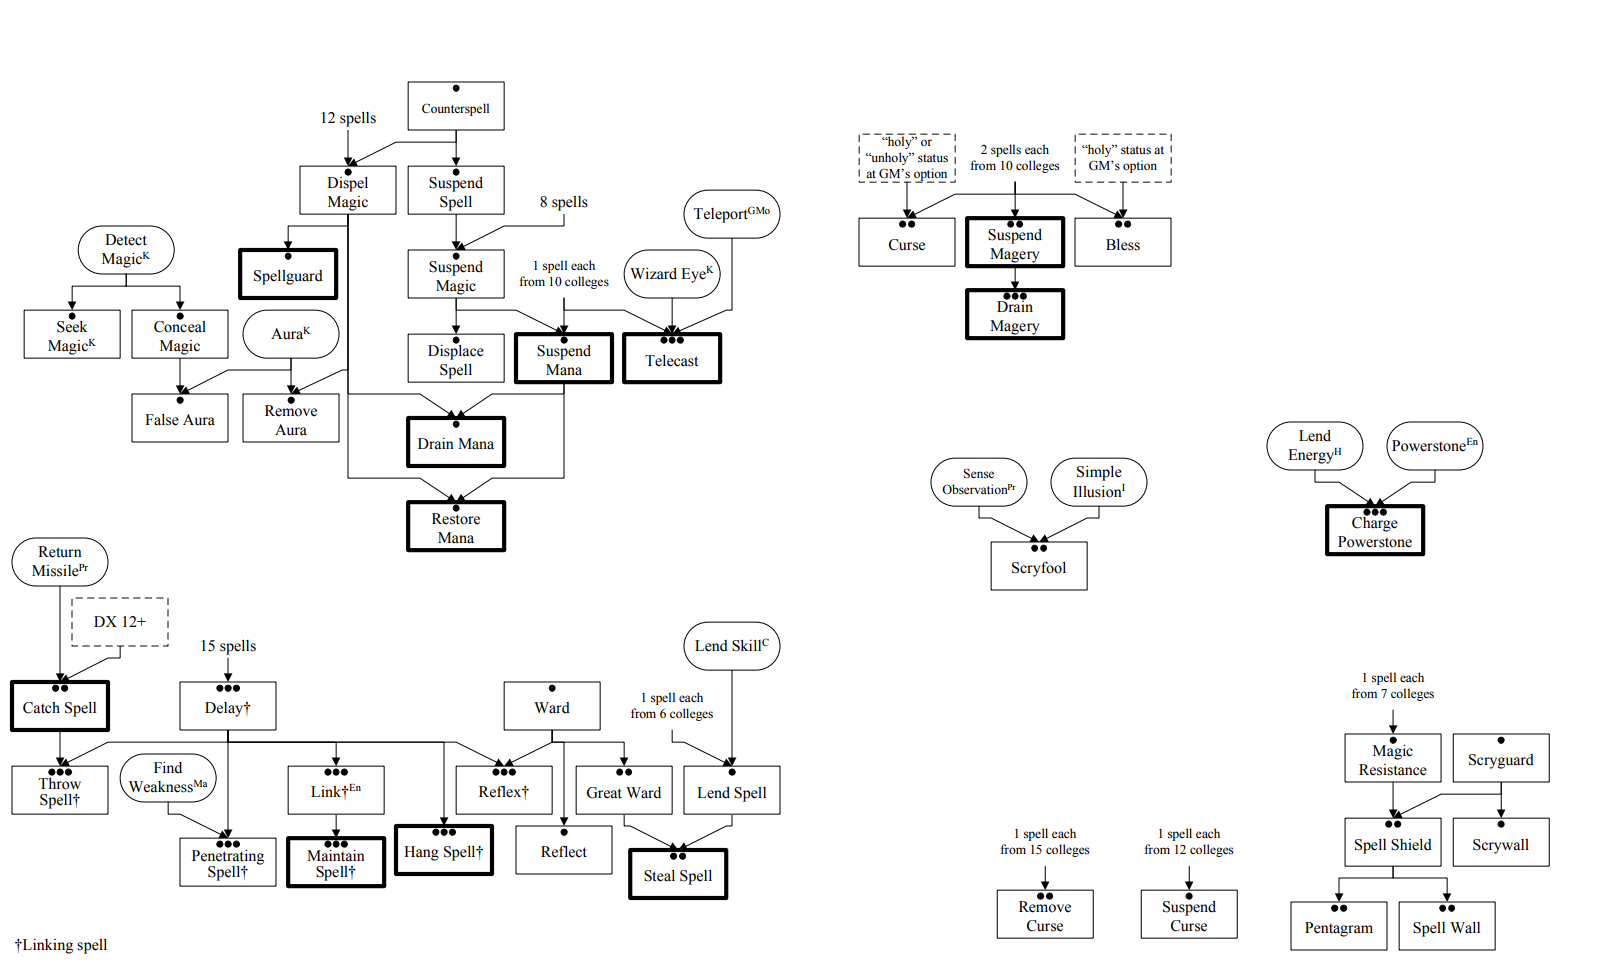 Counterspell
12 spells
Dispel
Magic
Suspend
Spell
8 spells
Teleport^GMo
Detect
Magic^K
Spellguard
Suspend
Magic
1 spell each
from 10 colleges
Wizard Eye^K
Seek
Magic^K
Conceal
Magic
Aura^K
Displace
Spell
Suspend
Mana
Telecast
False Aura
Remove
Aura
Drain Mana
Restore
Mana
"holy" or
"unholy" status
at GM's option
2 spells each
from 10 colleges
"holy" status at
GM's option
Curse
Suspend
Magery
Bless
Drain
Magery
Sense
Observation^Pr
Simple
Illusion^I
Scryfool
Lend
Energy^H
Powerstone^En
Charge
Powerstone
Return
Missile^Pr
DX 12+
15 spells
Lend Skill^C
Catch Spell
Delay†
Ward
1 spell each
from 6 colleges
Throw
Spell†
Find
Weakness^Ma
Link†^En
Reflex†
Great Ward
Lend Spell
Penetrating
Spell†
Maintain
Spell†
Hang Spell†
Reflect
Steal Spell
1 spell each
from 7 colleges
Magic
Resistance
Scryguard
1 spell each
from 15 colleges
1 spell each
from 12 colleges
Spell Shield
Scrywall
Remove
Curse
Suspend
Curse
Pentagram
Spell Wall
†Linking spell